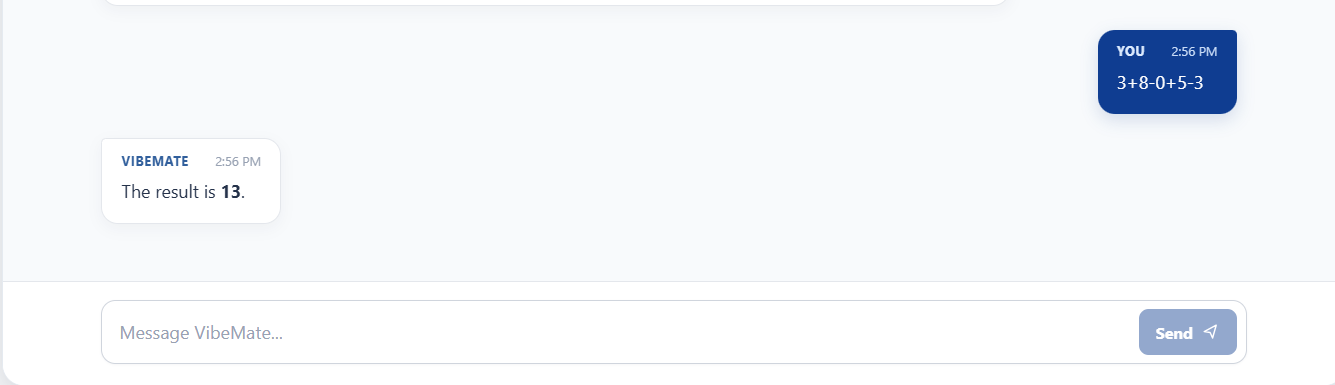 YOU 2:56 PM
3+8-0+5-3
VIBEMATE 2:56 PM
The result is 13.
Message VibeMate...
Send